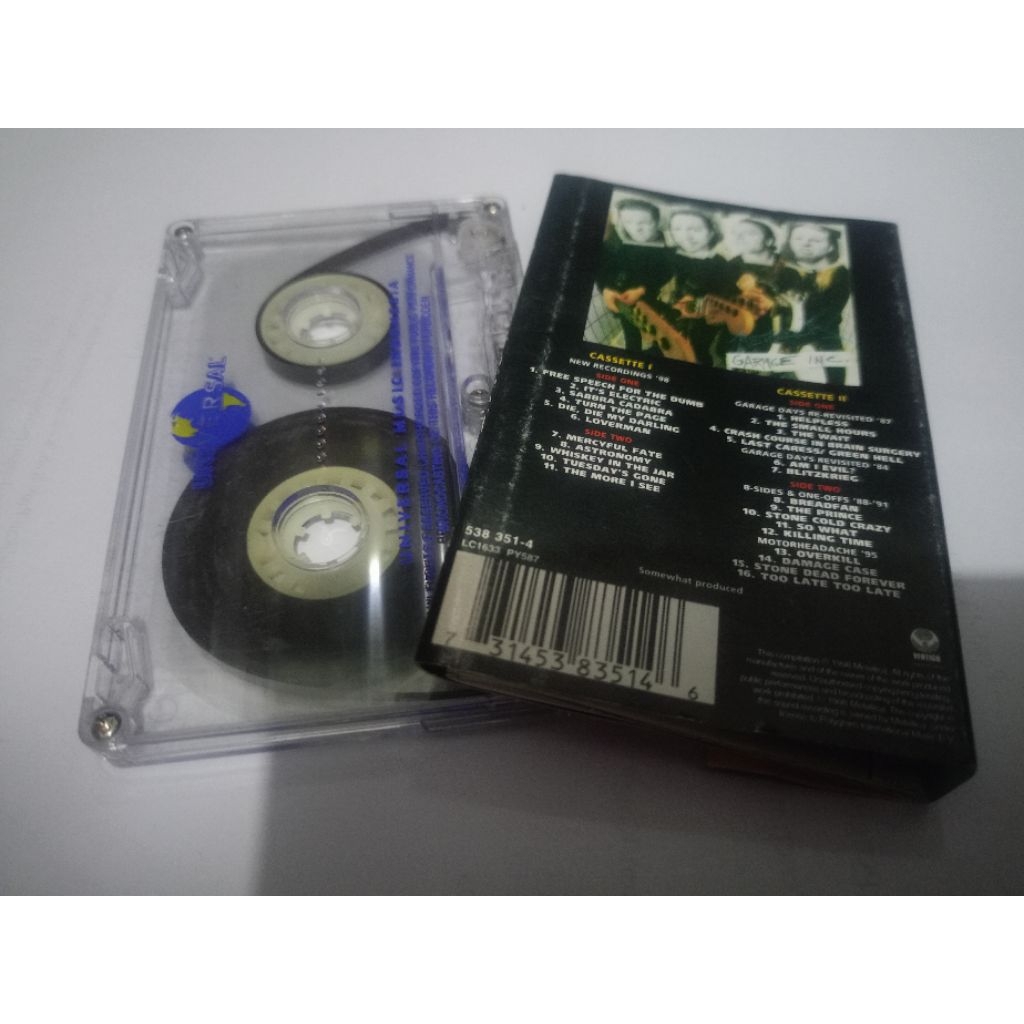 UNIVERSAL
UNIVERSAL MUSIC INDONESIA
GARAGE INC.
CASSETTE I
NEW RECORDINGS '98
SIDE ONE
1. FREE SPEECH FOR THE DUMB
2. IT'S ELECTRIC
3. SABBRA CADABRA
4. TURN THE PAGE
5. DIE, DIE MY DARLING
6. LOVERMAN
SIDE TWO
7. MERCYFUL FATE
8. ASTRONOMY
9. WHISKEY IN THE JAR
10. TUESDAY'S GONE
11. THE MORE I SEE
CASSETTE II
SIDE ONE
GARAGE DAYS RE-REVISITED '87
1. HELPLESS
2. THE SMALL HOURS
3. THE WAIT
4. CRASH COURSE IN BRAIN SURGERY
5. LAST CARESS/ GREEN HELL
GARAGE DAYS REVISITED '84
6. AM I EVIL?
7. BLITZKRIEG
SIDE TWO
B-SIDES & ONE-OFFS '88-'91
8. BREADFAN
9. THE PRINCE
10. STONE COLD CRAZY
11. SO WHAT
12. KILLING TIME
MOTORHEADACHE '95
13. OVERKILL
14. DAMAGE CASE
15. STONE DEAD FOREVER
16. TOO LATE TOO LATE
538 351-4
LC1633 PY587
Somewhat produced
7 31453 83514 6
VERTIGO
This compilation